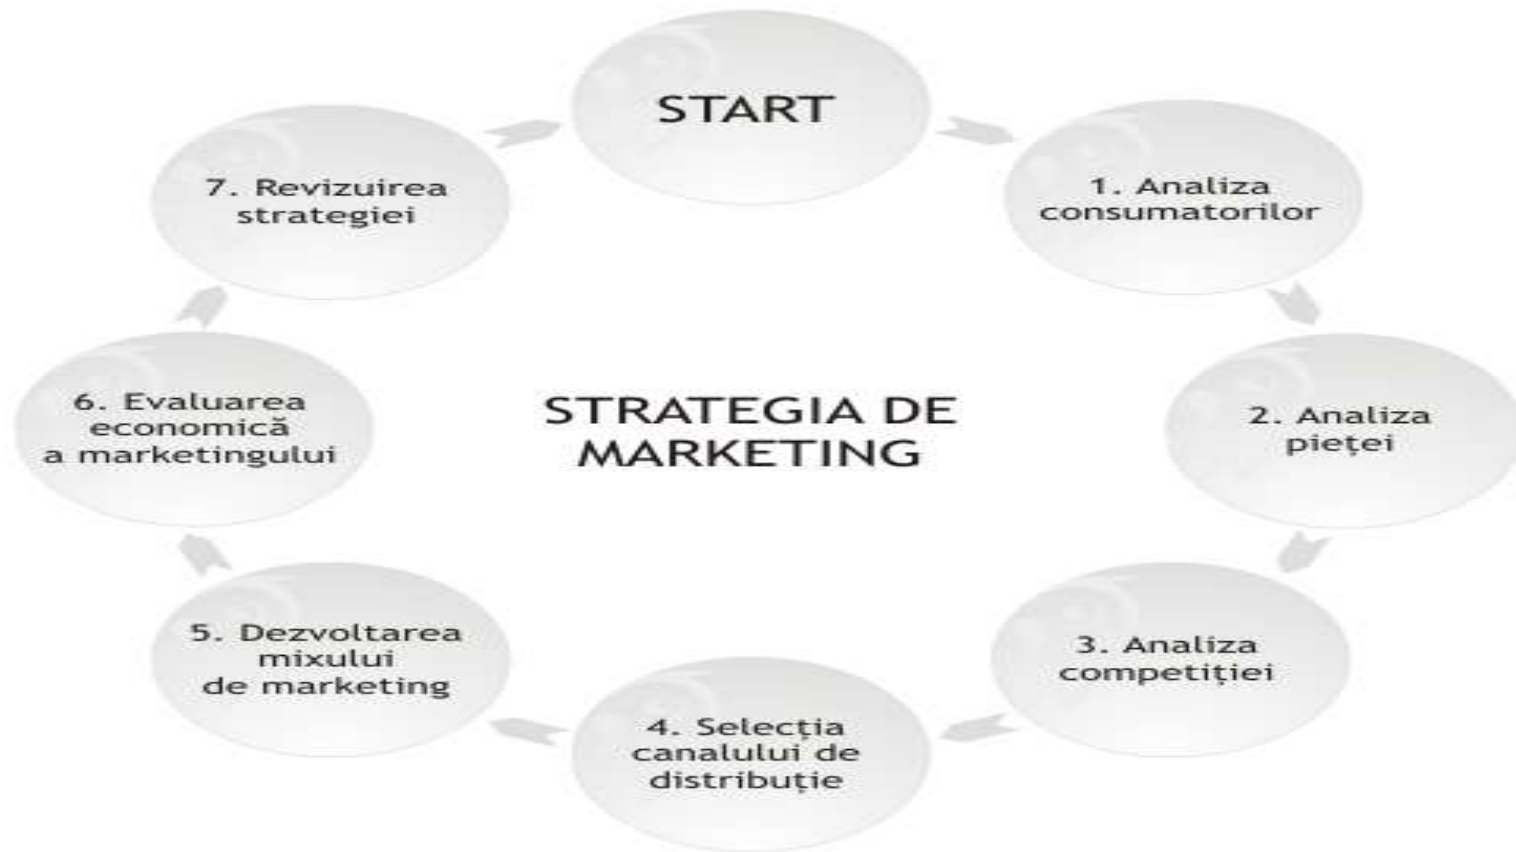 START
1. Analiza
consumatorilor
2. Analiza
pieței
3. Analiza
competiției
4. Selecția
canalului de
distribuție
5. Dezvoltarea
mixului
de marketing
6. Evaluarea
economică
a marketingului
7. Revizuirea
strategiei
STRATEGIA DE
MARKETING